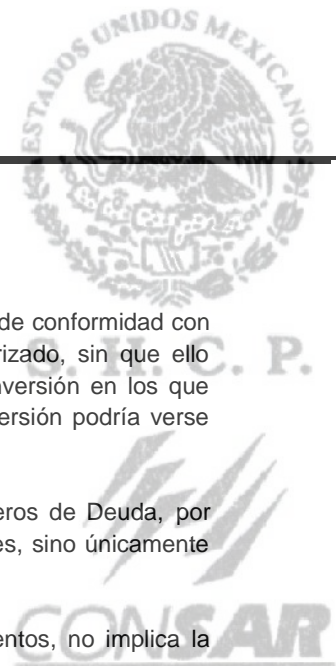 ESTADOS UNIDOS MEXICANOS
de conformidad con
rizado, sin que ello
S. H. C. P.
nversión en los que
ersión podría verse
eros de Deuda, por
es, sino únicamente
CONSAR
entos, no implica la